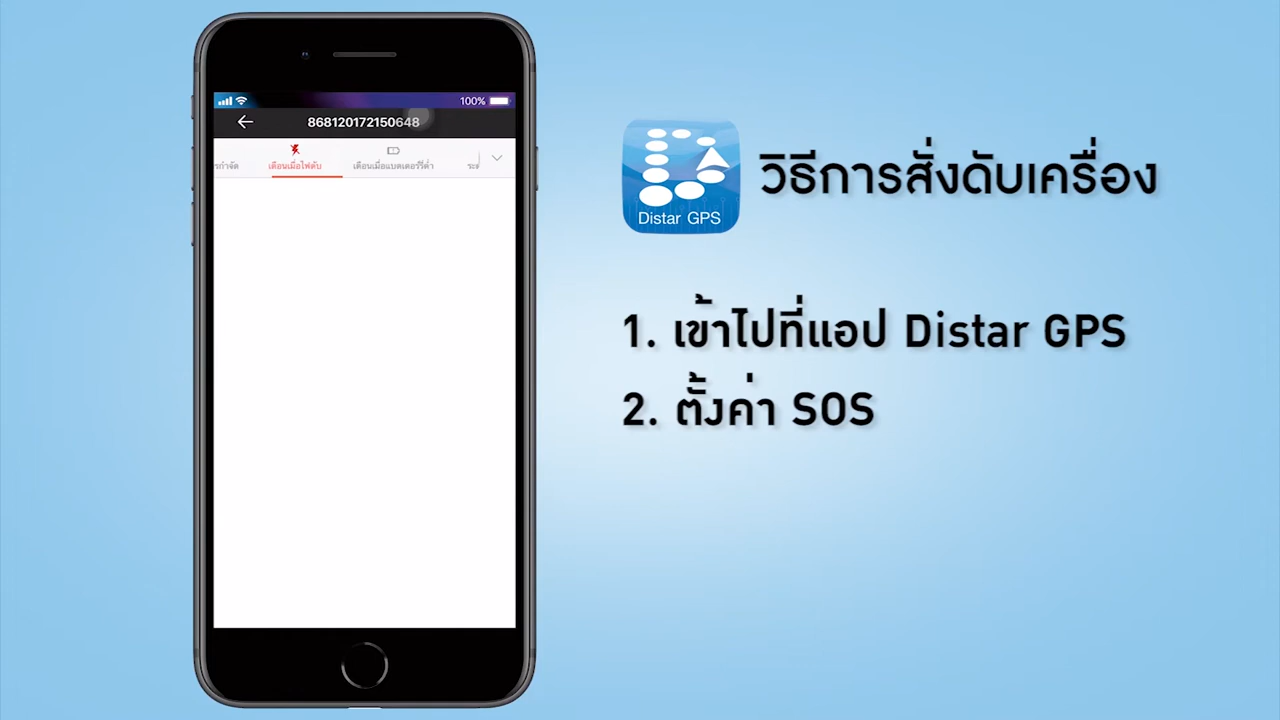 100%
868120172150648
เตือนเมื่อไฟดับ
เตือนเมื่อแบตเตอร์รี่ต่ำ
Distar GPS
วิธีการสั่งดับเครื่อง
1. เข้าไปที่แอป Distar GPS
2. ตั้งค่า SOS